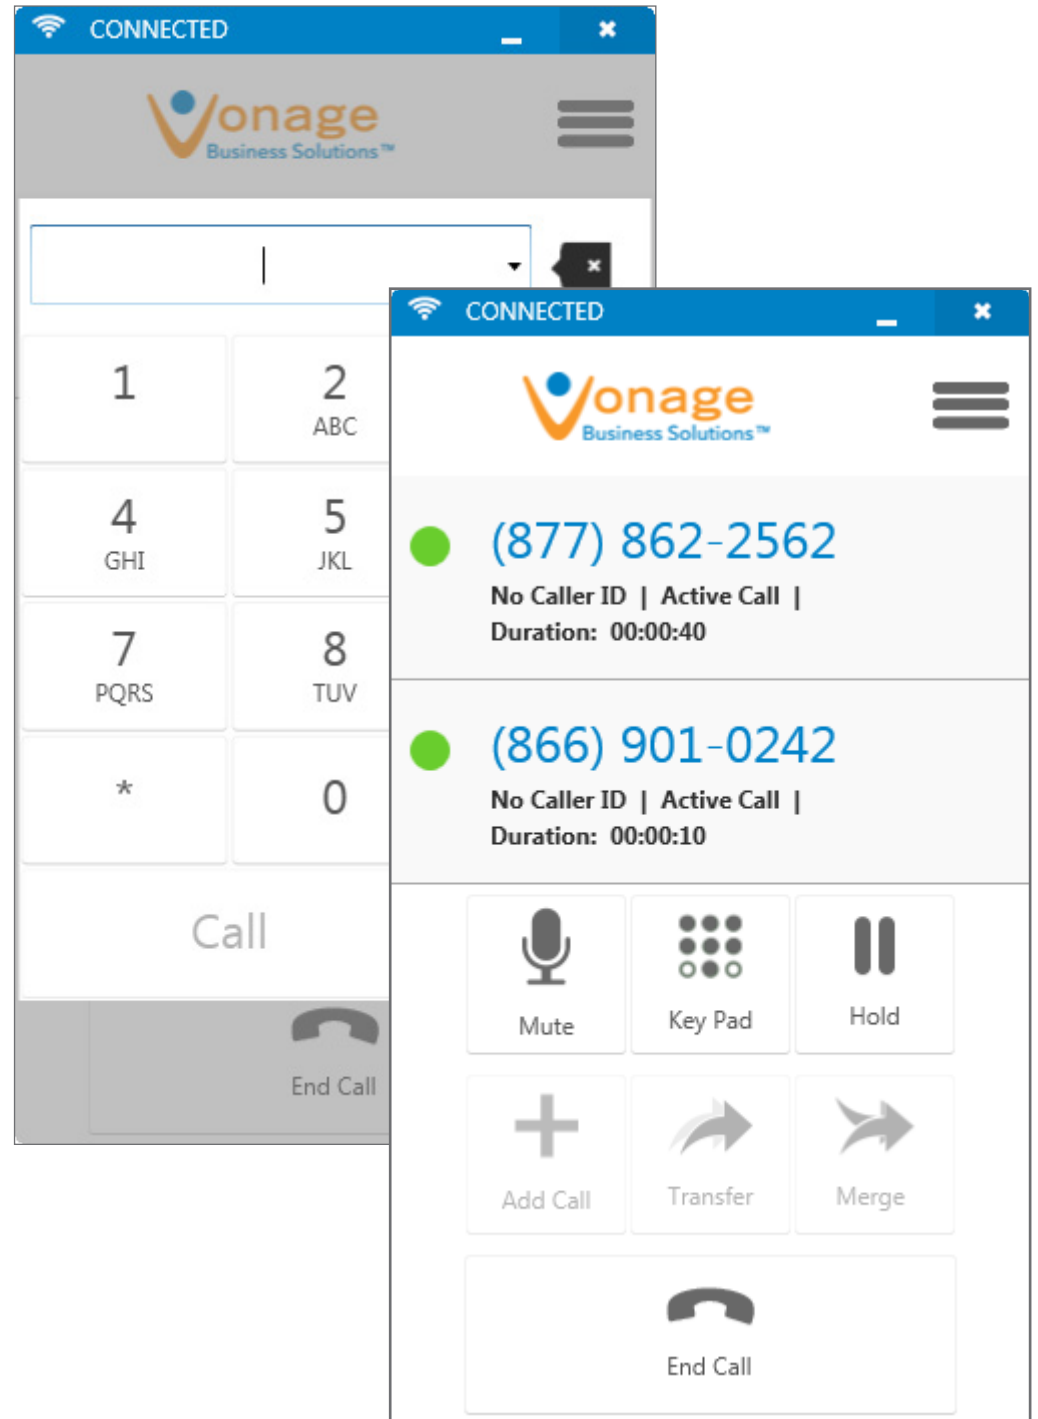 CONNECTED
Vonage
Business Solutions™
1
2
ABC
4
GHI
5
JKL
7
PQRS
8
TUV
*
0
Call
End Call
CONNECTED
Vonage
Business Solutions™
(877) 862-2562
No Caller ID | Active Call |
Duration: 00:00:40
(866) 901-0242
No Caller ID | Active Call |
Duration: 00:00:10
Mute
Key Pad
Hold
Add Call
Transfer
Merge
End Call